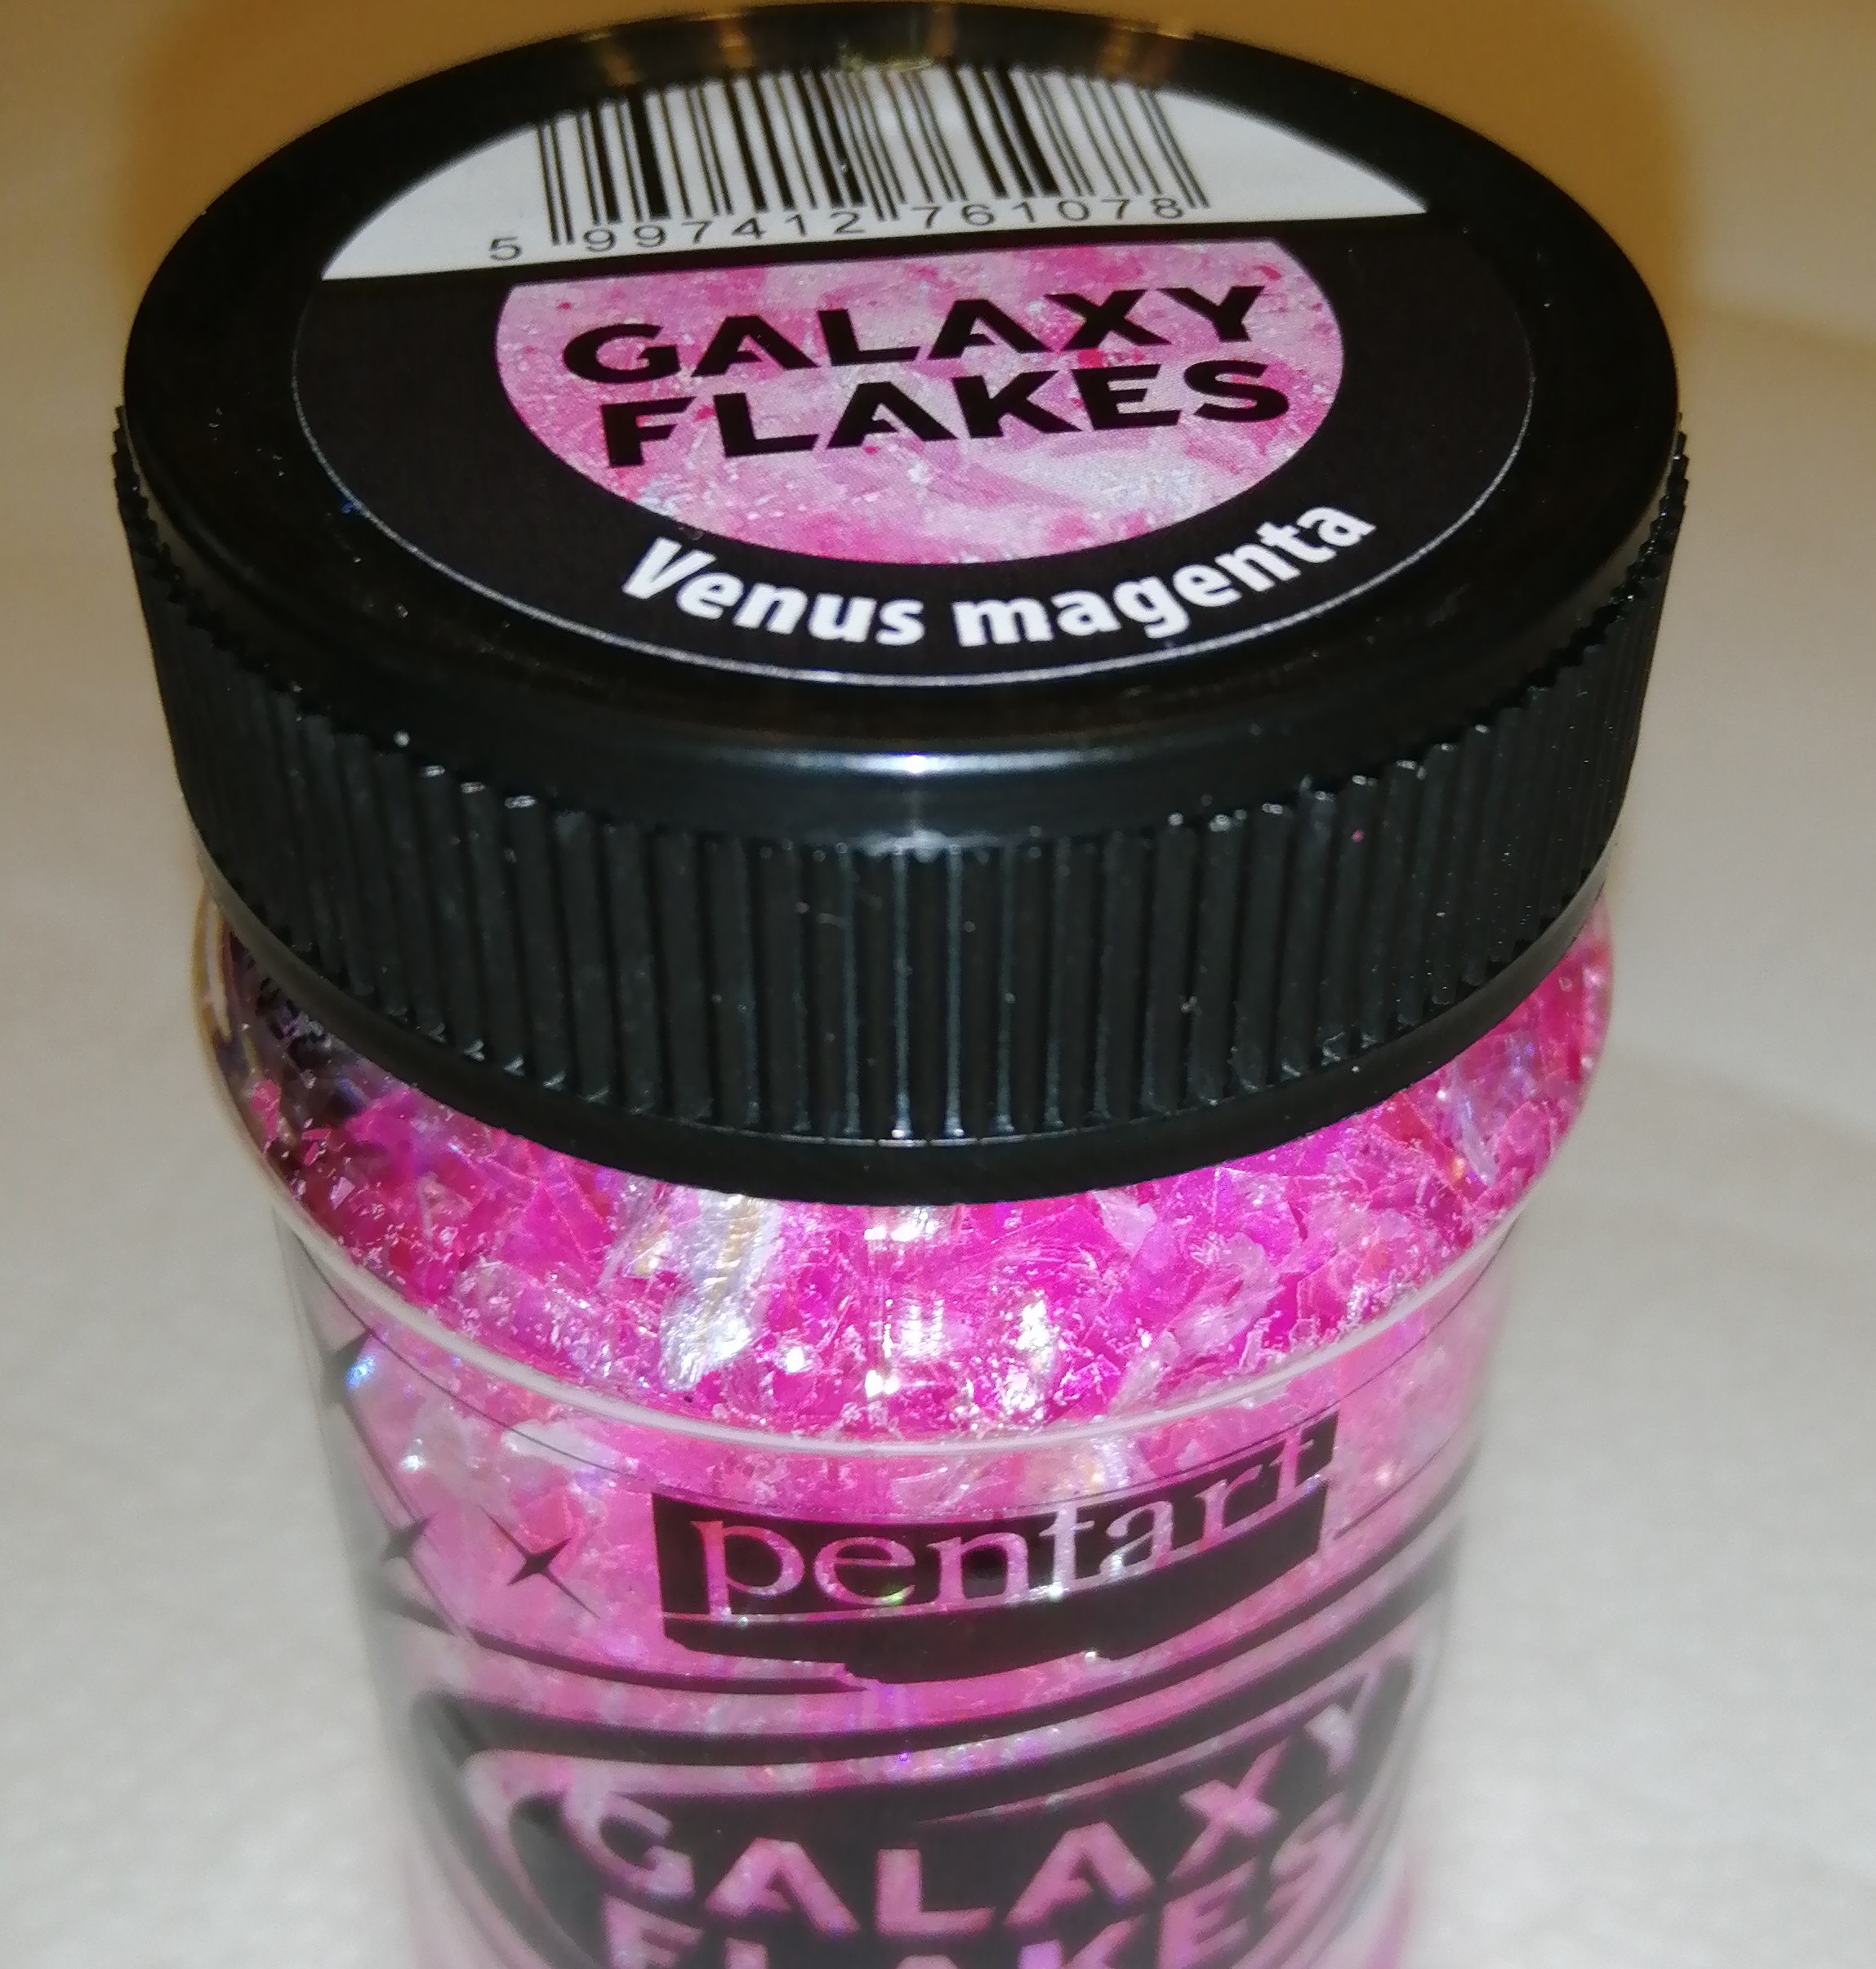 5 997412 761078
GALAXY
FLAKES
Venus magenta
pentart
GALAXY
FLAKES